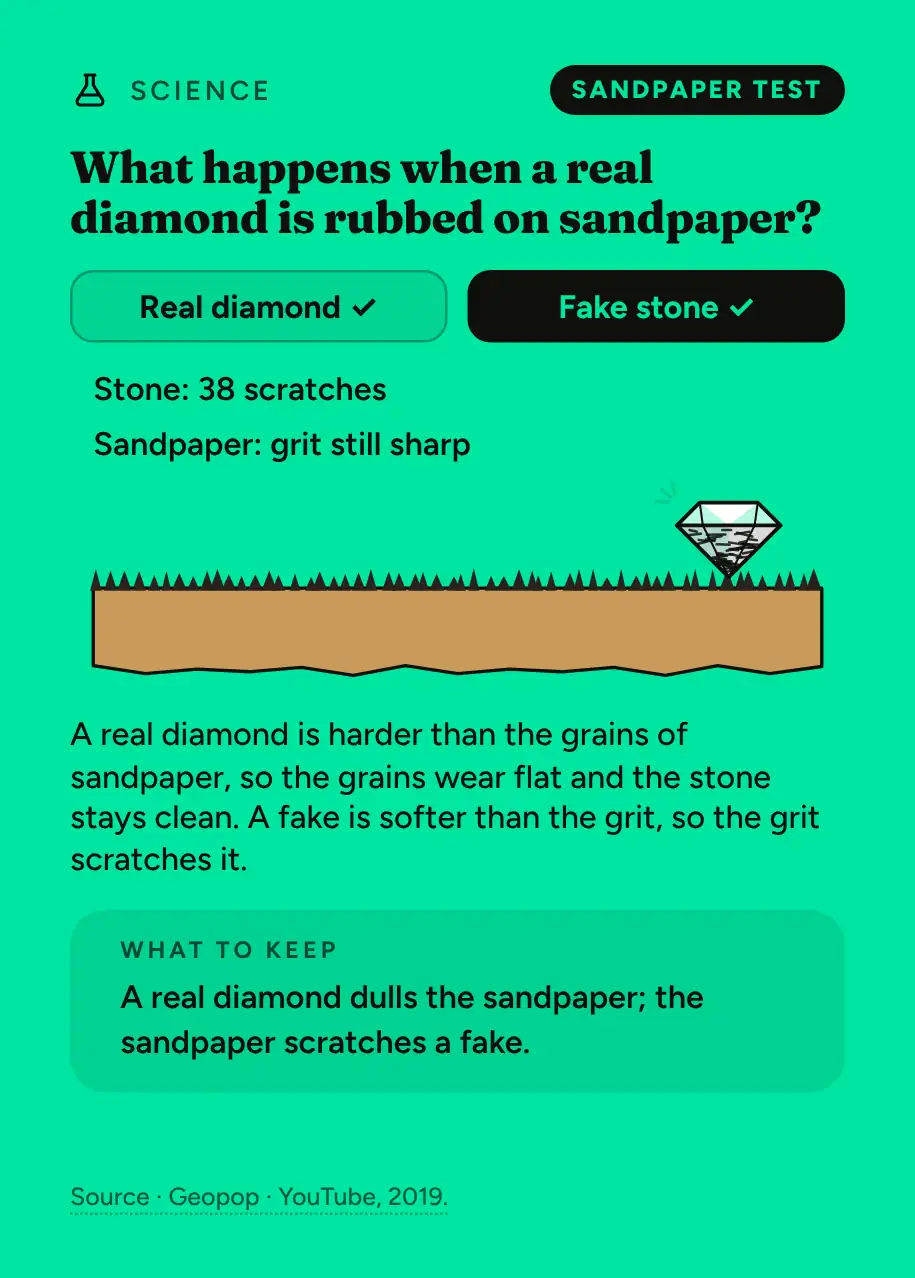 SCIENCE
SANDPAPER TEST
What happens when a real
diamond is rubbed on sandpaper?
Real diamond ✓
Fake stone ✓
Stone: 38 scratches
Sandpaper: grit still sharp
A real diamond is harder than the grains of
sandpaper, so the grains wear flat and the stone
stays clean. A fake is softer than the grit, so the grit
scratches it.
WHAT TO KEEP
A real diamond dulls the sandpaper; the
sandpaper scratches a fake.
Source · Geopop · YouTube, 2019.